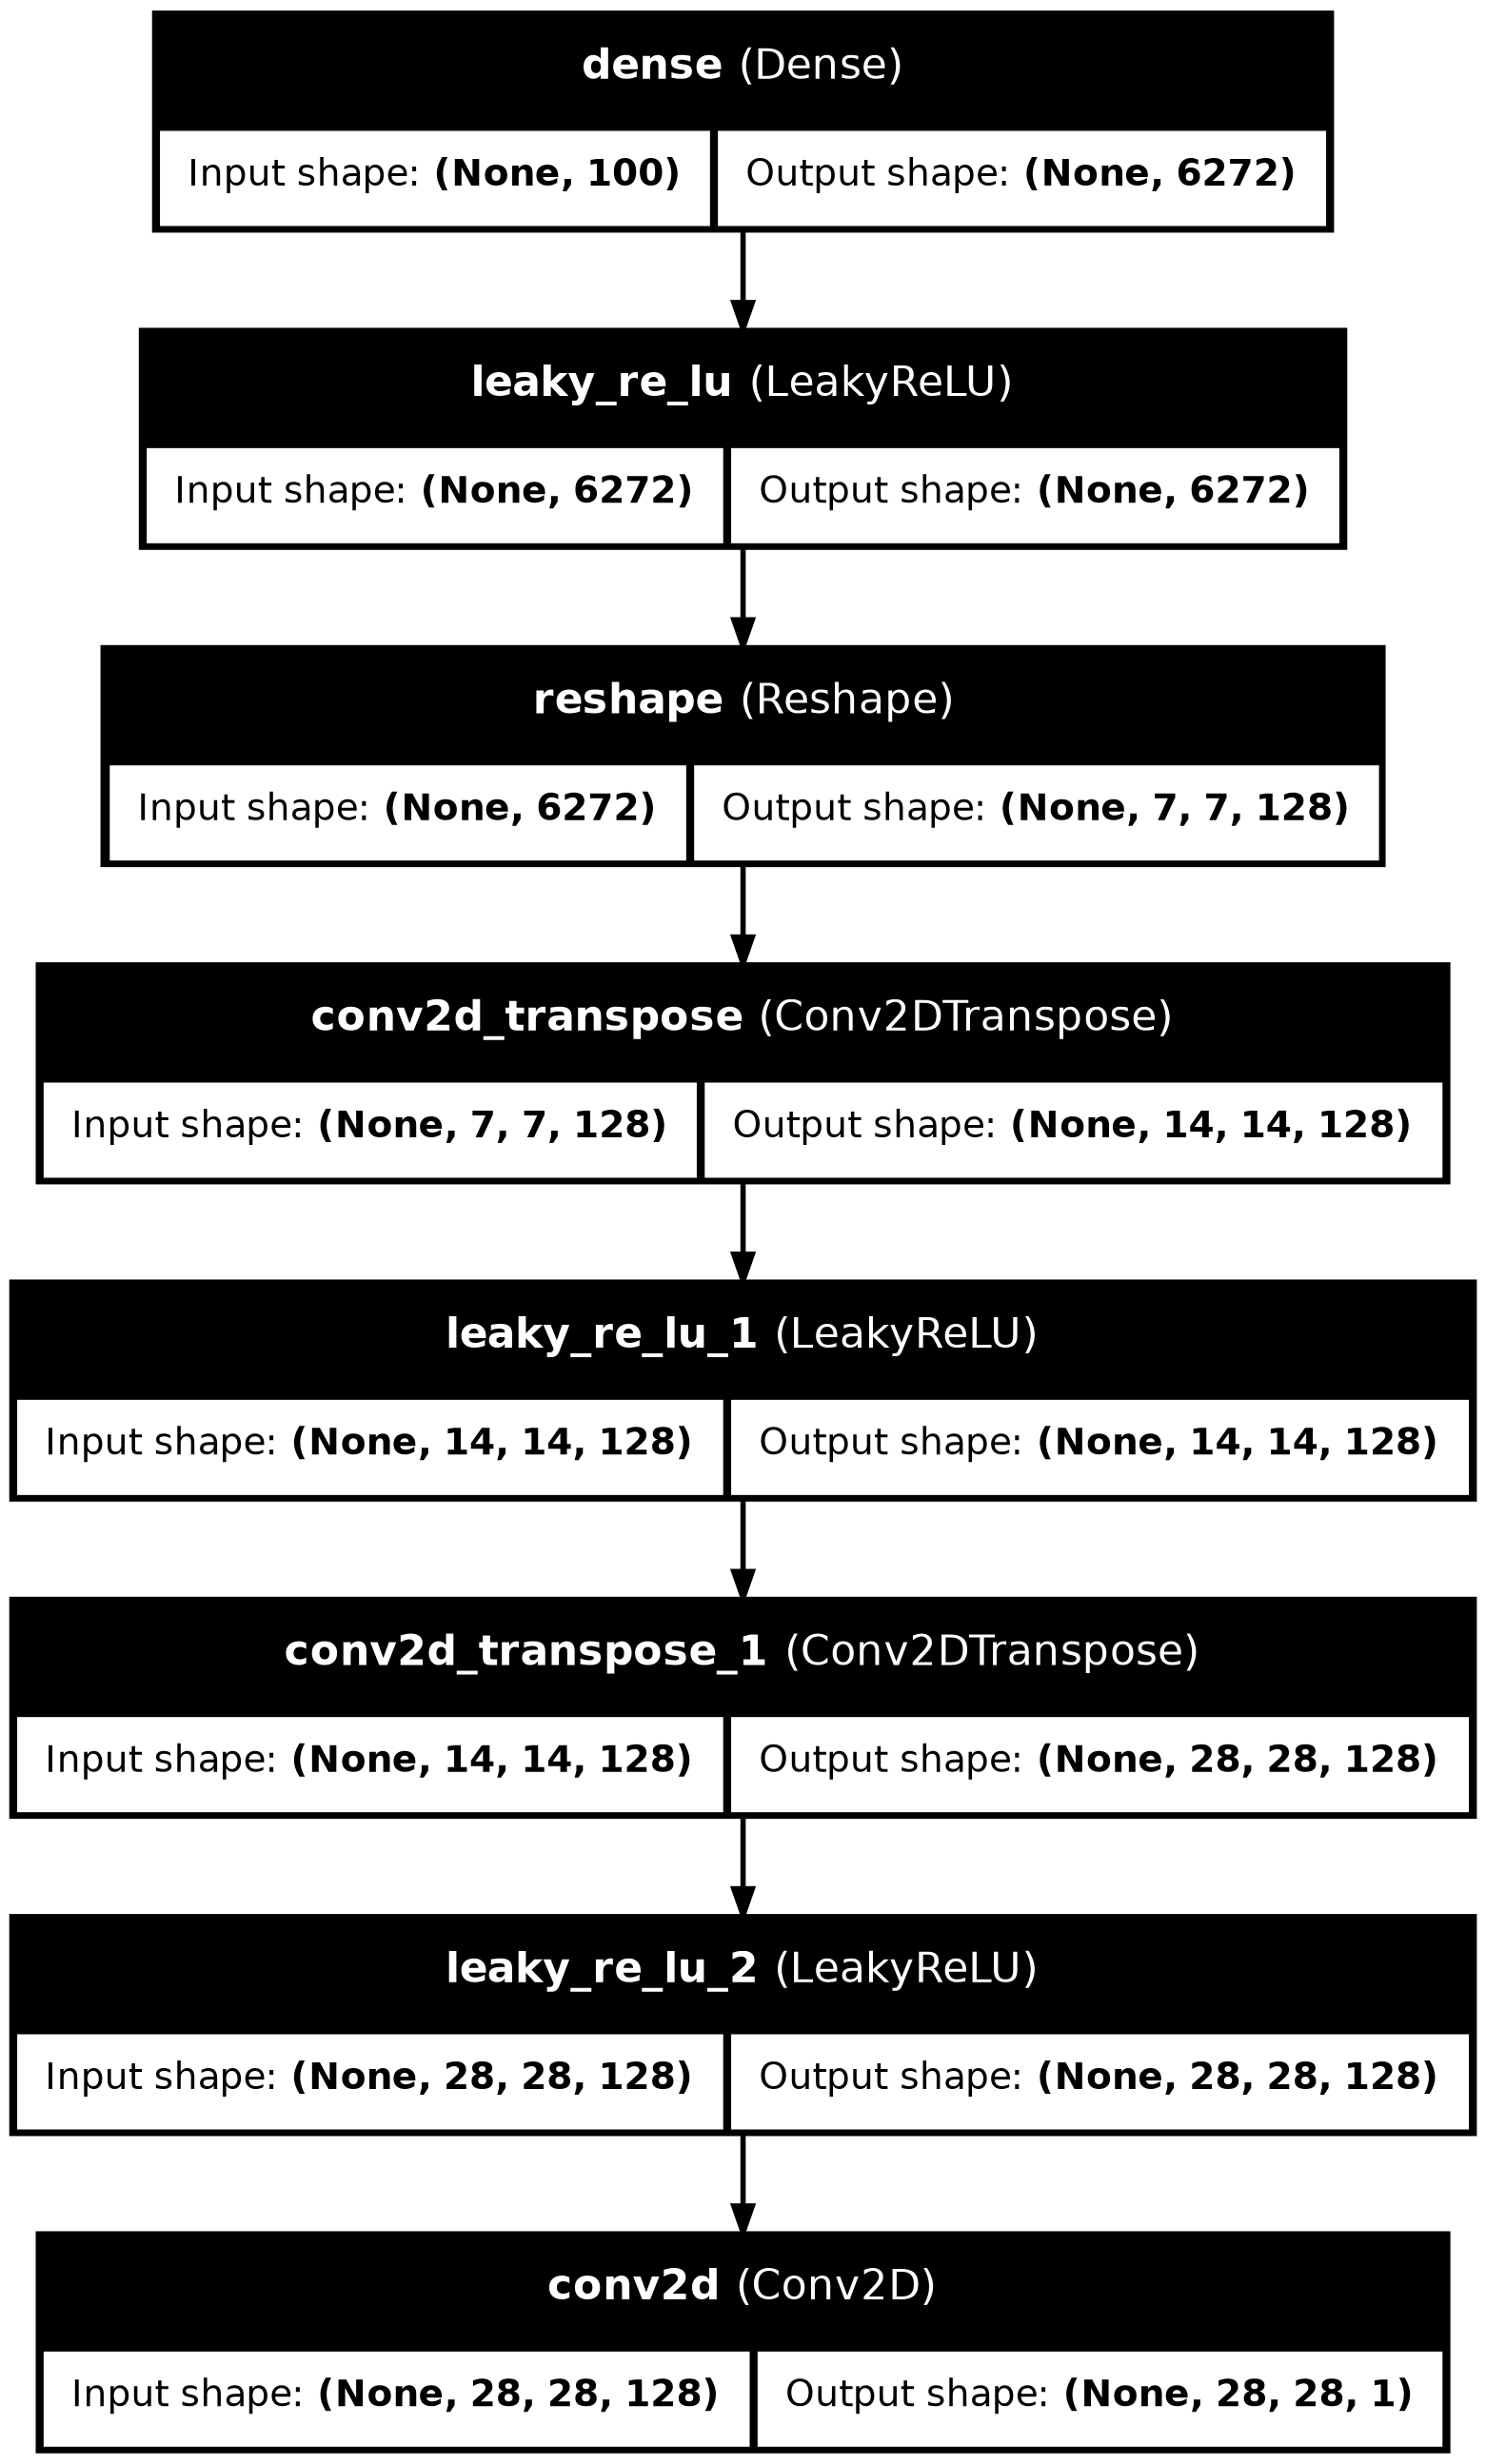 dense (Dense)
Input shape: (None, 100) Output shape: (None, 6272)
leaky_re_lu (LeakyReLU)
Input shape: (None, 6272) Output shape: (None, 6272)
reshape (Reshape)
Input shape: (None, 6272) Output shape: (None, 7, 7, 128)
conv2d_transpose (Conv2DTranspose)
Input shape: (None, 7, 7, 128) Output shape: (None, 14, 14, 128)
leaky_re_lu_1 (LeakyReLU)
Input shape: (None, 14, 14, 128) Output shape: (None, 14, 14, 128)
conv2d_transpose_1 (Conv2DTranspose)
Input shape: (None, 14, 14, 128) Output shape: (None, 28, 28, 128)
leaky_re_lu_2 (LeakyReLU)
Input shape: (None, 28, 28, 128) Output shape: (None, 28, 28, 128)
conv2d (Conv2D)
Input shape: (None, 28, 28, 128) Output shape: (None, 28, 28, 1)